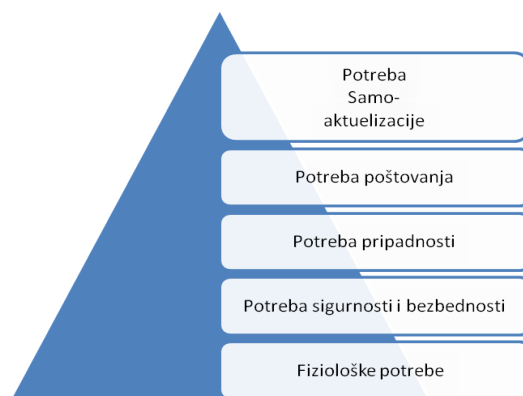 Potreba
Samo-
aktuelizacije
Potreba poštovanja
Potreba pripadnosti
Potreba sigurnosti i bezbednosti
Fiziološke potrebe